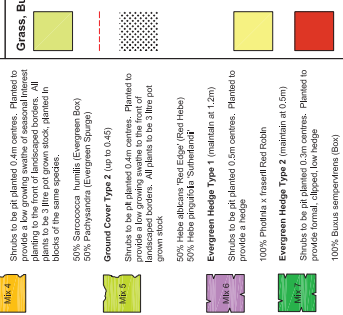 Grass, Bu
Mix 4
Shrubs to be pit planted 0.4m centres. Planted to
provide a low growing swathe of seasonal interest
planting to the front of landscaped borders. All
plants to be 3 litre pot grown stock, planted in
blocks of the same species.
50% Sarcococca humilis (Evergreen Box)
50% Pachysandra (Evergreen Spurge)
Ground Cover Type 2 (up to 0.45)
Mix 5
Shrubs to be pit planted 0.4m centres. Planted to
provide a low growing swathe to the front of
landscaped borders. All plants to be 3 litre pot
grown stock
50% Hebe albicans 'Red Edge' (Red Hebe)
50% Hebe pinguifolia 'Sutherlandii'
Evergreen Hedge Type 1 (maintain at 1.2m)
Mix 6
Shrubs to be pit planted 0.5m centres. Planted to
provide a hedge
100% Photinia x fraserii Red Robin
Evergreen Hedge Type 2 (maintain at 0.5m)
Mix 7
Shrubs to be pit planted 0.3m centres. Planted to
provide formal, clipped, low hedge
100% Buxus sempervirens (Box)